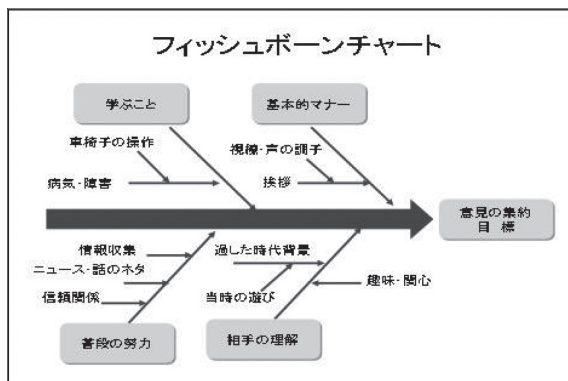 フィッシュボーンチャート
学ぶこと
基本的マナー
車椅子の操作
視線・声の調子
病気・障害
挨拶
意見の集約
目標
情報収集
過した時代背景
ニュース・話のネタ
趣味・関心
信頼関係
当時の遊び
普段の努力
相手の理解